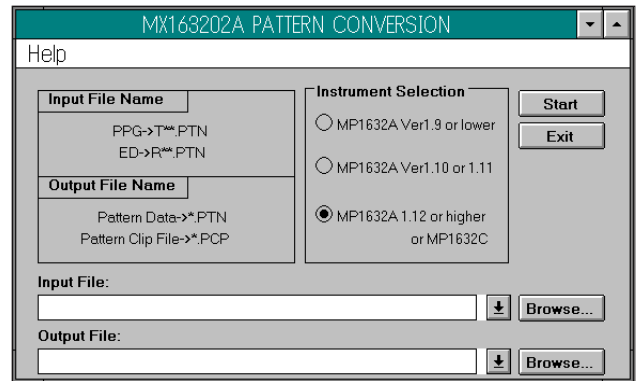 MX163202A PATTERN CONVERSION
Help
Input File Name
PPG->T**.PTN
ED->R**.PTN
Output File Name
Pattern Data->*.PTN
Pattern Clip File->*.PCP
Instrument Selection
MP1632A Ver1.9 or lower
MP1632A Ver1.10 or 1.11
MP1632A 1.12 or higher
or MP1632C
Start
Exit
Input File:
Browse...
Output File:
Browse...